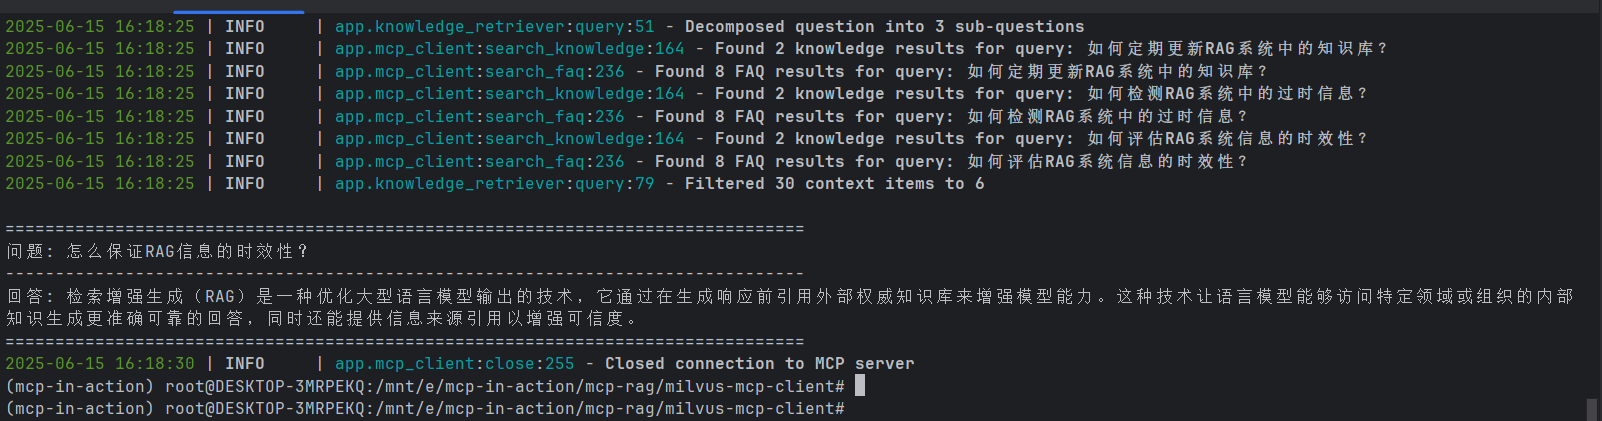 2025-06-15 16:18:25 | INFO     | app.knowledge_retriever:query:51 - Decomposed question into 3 sub-questions
2025-06-15 16:18:25 | INFO     | app.mcp_client:search_knowledge:164 - Found 2 knowledge results for query: 如何定期更新RAG系统中的知识库？
2025-06-15 16:18:25 | INFO     | app.mcp_client:search_faq:236 - Found 8 FAQ results for query: 如何定期更新RAG系统中的知识库？
2025-06-15 16:18:25 | INFO     | app.mcp_client:search_knowledge:164 - Found 2 knowledge results for query: 如何检测RAG系统中的过时信息？
2025-06-15 16:18:25 | INFO     | app.mcp_client:search_faq:236 - Found 8 FAQ results for query: 如何检测RAG系统中的过时信息？
2025-06-15 16:18:25 | INFO     | app.mcp_client:search_knowledge:164 - Found 2 knowledge results for query: 如何评估RAG系统信息的时效性？
2025-06-15 16:18:25 | INFO     | app.mcp_client:search_faq:236 - Found 8 FAQ results for query: 如何评估RAG系统信息的时效性？
2025-06-15 16:18:25 | INFO     | app.knowledge_retriever:query:79 - Filtered 30 context items to 6
================================================================================
问题: 怎么保证RAG信息的时效性？
--------------------------------------------------------------------------------
回答: 检索增强生成（RAG）是一种优化大型语言模型输出的技术，它通过在生成响应前引用外部权威知识库来增强模型能力。这种技术让语言模型能够访问特定领域或组织的内部
知识生成更准确可靠的回答，同时还能提供信息来源引用以增强可信度。
================================================================================
2025-06-15 16:18:30 | INFO     | app.mcp_client:close:255 - Closed connection to MCP server
(mcp-in-action) root@DESKTOP-3MRPEKQ:/mnt/e/mcp-in-action/mcp-rag/milvus-mcp-client#
(mcp-in-action) root@DESKTOP-3MRPEKQ:/mnt/e/mcp-in-action/mcp-rag/milvus-mcp-client#